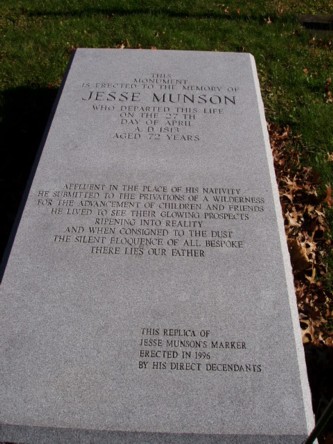 THIS
MONUMENT
IS ERECTED TO THE MEMORY OF
JESSE MUNSON
WHO DEPARTED THIS LIFE
ON THE 27 TH
DAY OF APRIL
A. D. 1813
AGED 72 YEARS
AFFLUENT IN THE PLACE OF HIS NATIVITY
HE SUBMITTED TO THE PRIVATIONS OF A WILDERNESS
FOR THE ADVANCEMENT OF CHILDREN AND FRIENDS
HE LIVED TO SEE THEIR GLOWING PROSPECTS
RIPENING INTO REALITY
AND WHEN CONSIGNED TO THE DUST
THE SILENT ELOQUENCE OF ALL BESPOKE
THERE LIES OUR FATHER
THIS REPLICA OF
JESSE MUNSON'S MARKER
ERECTED IN 1996
BY HIS DIRECT DECENDANTS